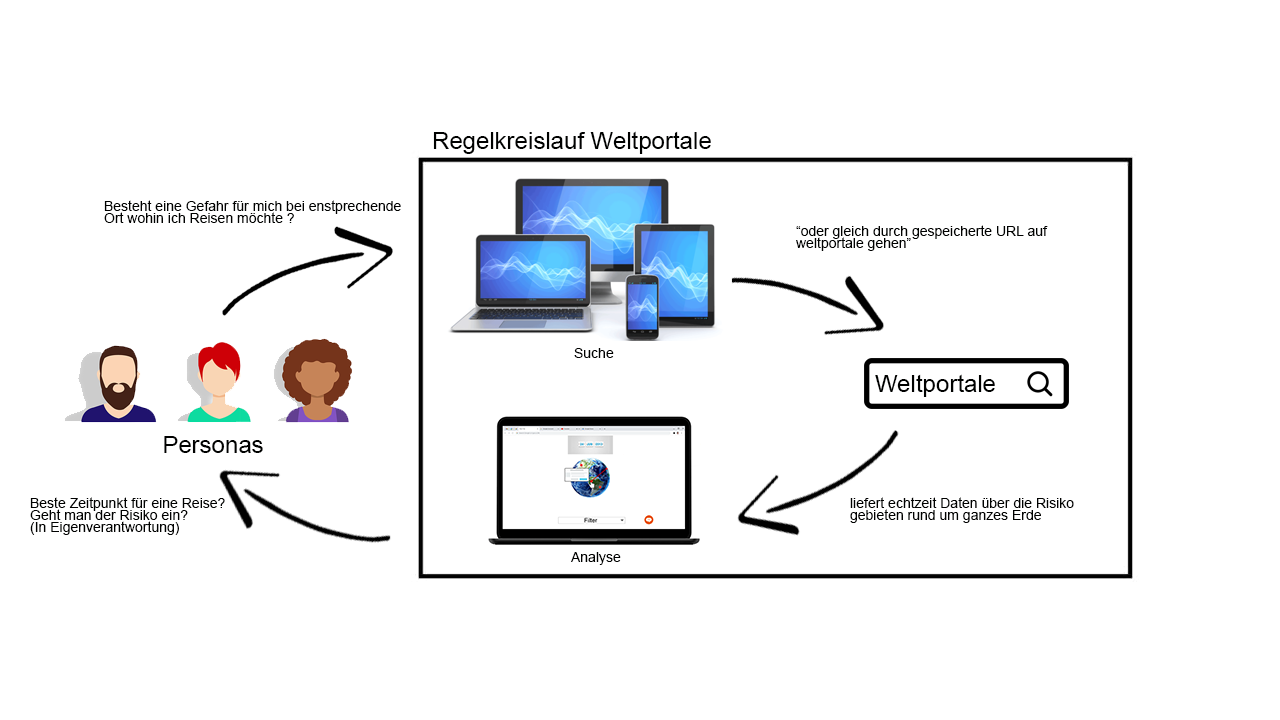 Regelkreislauf Weltportale
Besteht eine Gefahr für mich bei enstprechende
Ort wohin ich Reisen möchte ?
“oder gleich durch gespeicherte URL auf
weltportale gehen”
Suche
Weltportale
Personas
Beste Zeitpunkt für eine Reise?
Geht man der Risiko ein?
(In Eigenverantwortung)
liefert echtzeit Daten über die Risiko
gebieten rund um ganzes Erde
Filter
Analyse